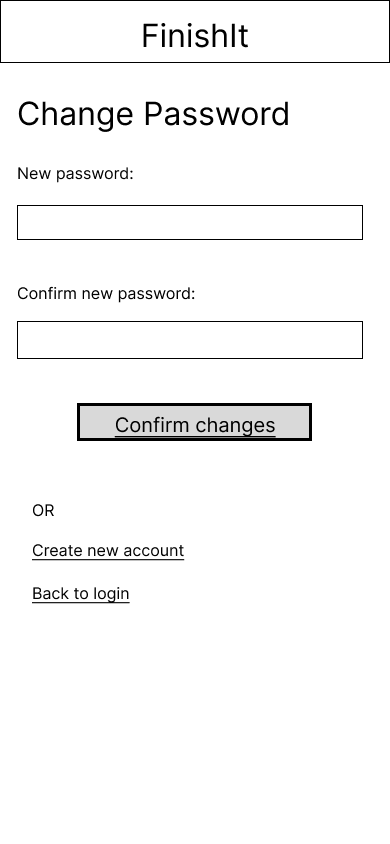 FinishIt
Change Password
New password:
Confirm new password:
Confirm changes
OR
Create new account
Back to login